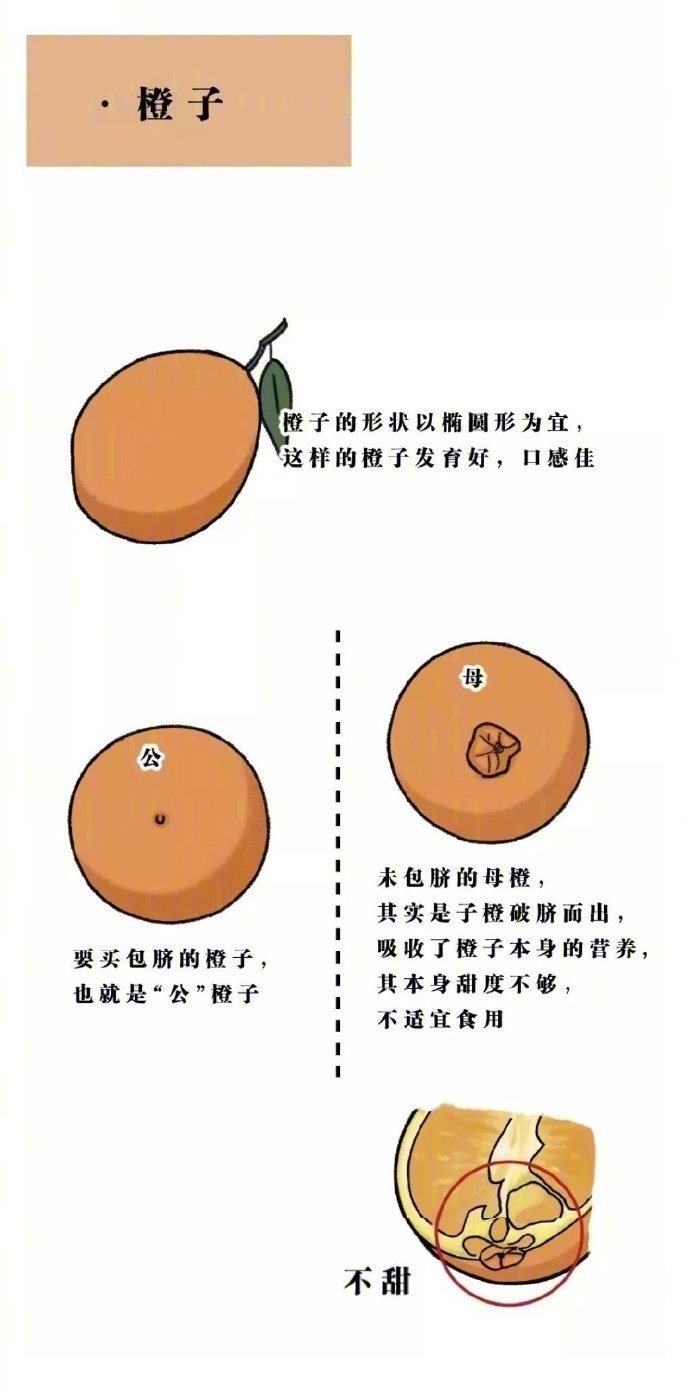 ·橙子
橙子的形状以椭圆形为宜，
这样的橙子发育好，口感佳
公
要买包脐的橙子，
也就是“公”橙子
母
未包脐的母橙，
其实是子橙破脐而出，
吸收了橙子本身的营养，
其本身甜度不够，
不适宜食用
不甜